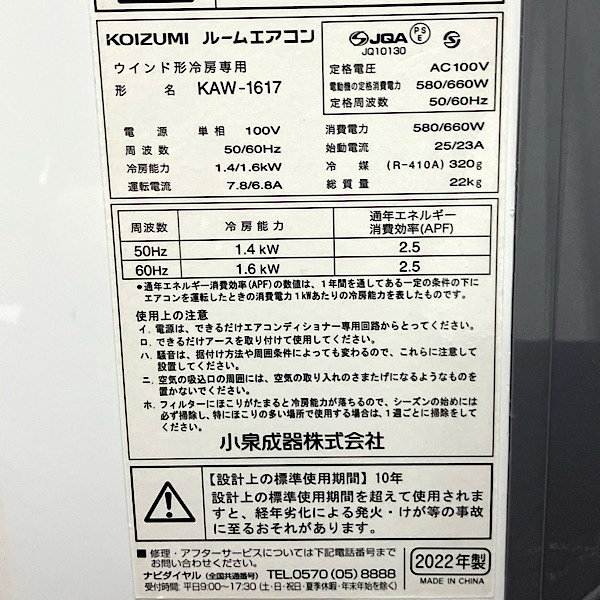 KOIZUMI ルームエアコン
ウインド形冷房専用
形 名 KAW-1617
JQA
PS
E
S
JQ10130
定格電圧 AC100V
電動機の定格消費電力 580/660W
定格周波数 50/60Hz
電 源 単相 100V
周 波 数 50/60Hz
冷房能力 1.4/1.6kW
運転電流 7.8/6.8A
消費電力 580/660W
始動電流 25/23A
冷 媒 (R-410A) 320g
総 質 量 22kg
周波数 冷房能力 通年エネルギー消費効率(APF)
50Hz 1.4 kW 2.5
60Hz 1.6 kW 2.5
●通年エネルギー消費効率(APF)の数値は、1年間を通してある一定の条件の下に
エアコンを運転したときの消費電力1kWあたりの冷房能力を表したものです。
使用上の注意
イ. 電源は、できるだけエアコンディショナー専用回路からとってください。
ロ. できるだけアースを取り付けて使用してください。
ハ. 騒音は、据付け方法や周囲条件によっても変わるので、これらに注意して
設置してください。
ニ. 空気の吸込口の周囲には、空気の取り入れのさまたげになるようなものを
置かないでください。
ホ. フィルターにほこりがたまると冷房能力が落ちるので、シーズンの始めには
必ず掃除し、特にほこりの多い場所で使用する場合は、1週ごとに掃除して
ください。
小泉成器株式会社
【設計上の標準使用期間】10年
設計上の標準使用期間を超えて使用されま
すと、経年劣化による発火・けが等の事故
に至るおそれがあります。
■修理・アフターサービスについては下記電話番号まで
お問い合わせください。
ナビダイヤル (全国共通番号) TEL.0570 (05) 8888
受付時間: 平日9:00〜17:30 (土・日・祝日・夏季休暇・年末年始を除く)
2022年製
MADE IN CHINA